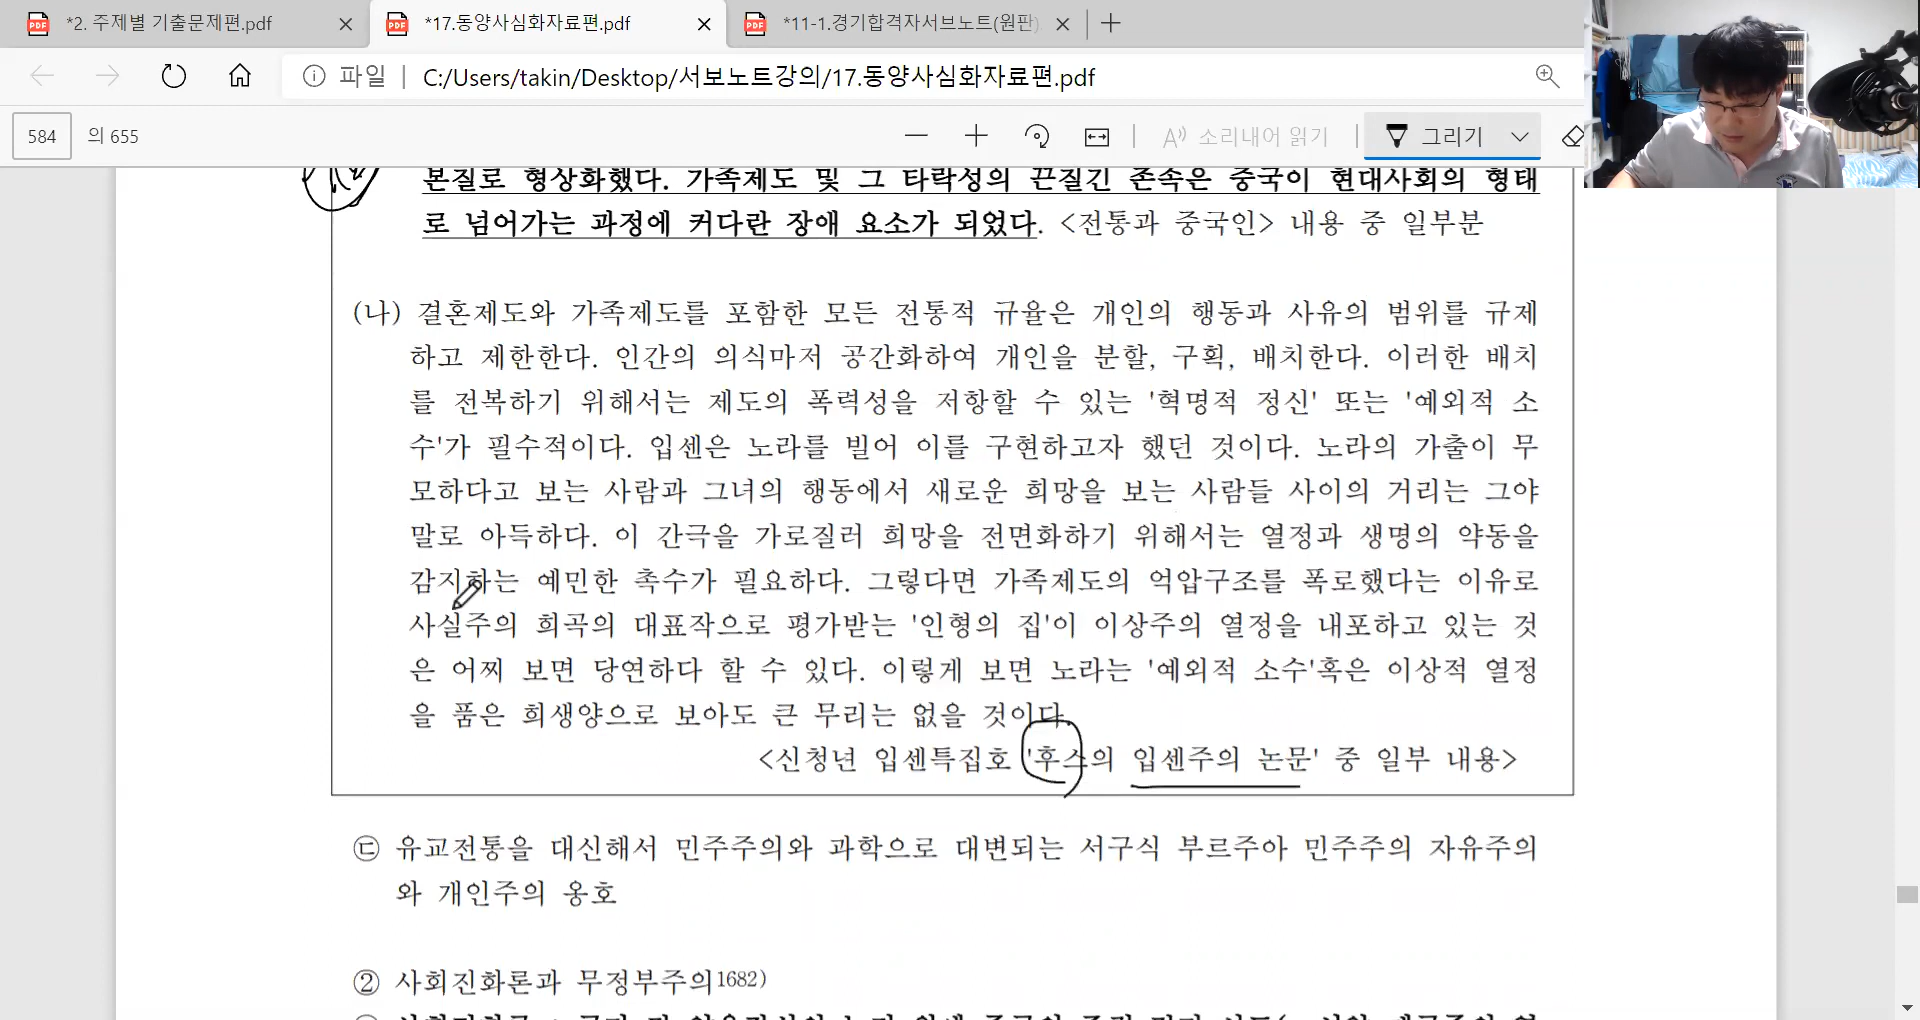 *2. 주제별 기출문제편.pdf
*17.동양사심화자료편.pdf
*11-1.경기합격자서브노트(원판).
파일
C:/Users/takin/Desktop/서보노트강의/17.동양사심화자료편.pdf
584 의 655
소리내어 읽기
그리기
본질로 형상화했다. 가족제도 및 그 타락성의 끈질긴 존속은 중국이 현대사회의 형태
로 넘어가는 과정에 커다란 장애 요소가 되었다. <전통과 중국인> 내용 중 일부분
(나) 결혼제도와 가족제도를 포함한 모든 전통적 규율은 개인의 행동과 사유의 범위를 규제
하고 제한한다. 인간의 의식마저 공간화하여 개인을 분할, 구획, 배치한다. 이러한 배치
를 전복하기 위해서는 제도의 폭력성을 저항할 수 있는 '혁명적 정신' 또는 '예외적 소
수'가 필수적이다. 입센은 노라를 빌어 이를 구현하고자 했던 것이다. 노라의 가출이 무
모하다고 보는 사람과 그녀의 행동에서 새로운 희망을 보는 사람들 사이의 거리는 그야
말로 아득하다. 이 간극을 가로질러 희망을 전면화하기 위해서는 열정과 생명의 약동을
감지하는 예민한 촉수가 필요하다. 그렇다면 가족제도의 억압구조를 폭로했다는 이유로
사실주의 희곡의 대표작으로 평가받는 '인형의 집'이 이상주의 열정을 내포하고 있는 것
은 어찌 보면 당연하다 할 수 있다. 이렇게 보면 노라는 '예외적 소수'혹은 이상적 열정
을 품은 희생양으로 보아도 큰 무리는 없을 것이다.
<신청년 입센특집호 '후스의 입센주의 논문' 중 일부 내용>
㉢ 유교전통을 대신해서 민주주의와 과학으로 대변되는 서구식 부르주아 민주주의 자유주의
와 개인주의 옹호
② 사회진화론과 무정부주의1682)